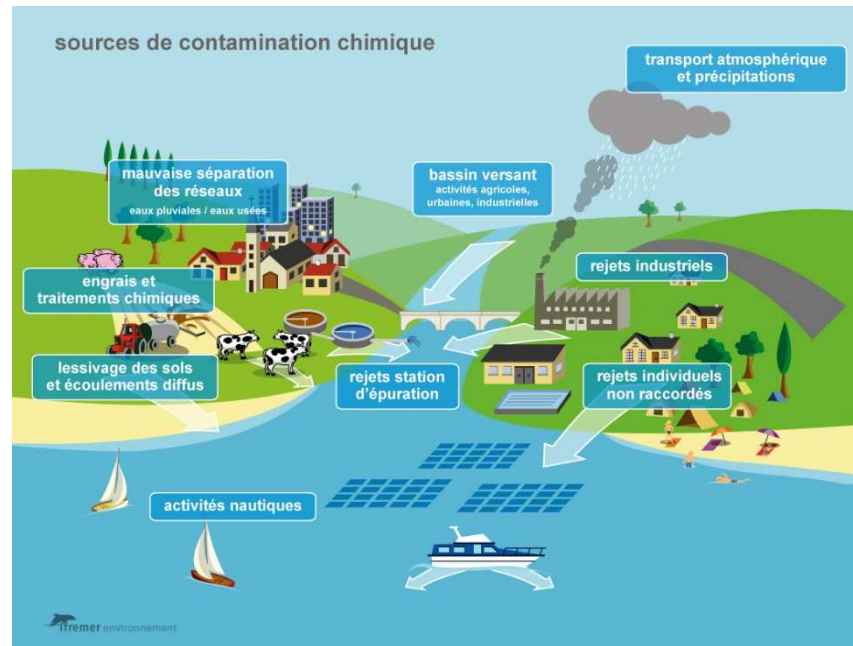 sources de contamination chimique
transport atmosphérique
et précipitations
mauvaise séparation
des réseaux
eaux pluviales / eaux usées
bassin versant
activités agricoles,
urbaines, industrielles
engrais et
traitements chimiques
rejets industriels
lessivage des sols
et écoulements diffus
rejets station
d'épuration
rejets individuels
non raccordés
activités nautiques
ifremer environnement